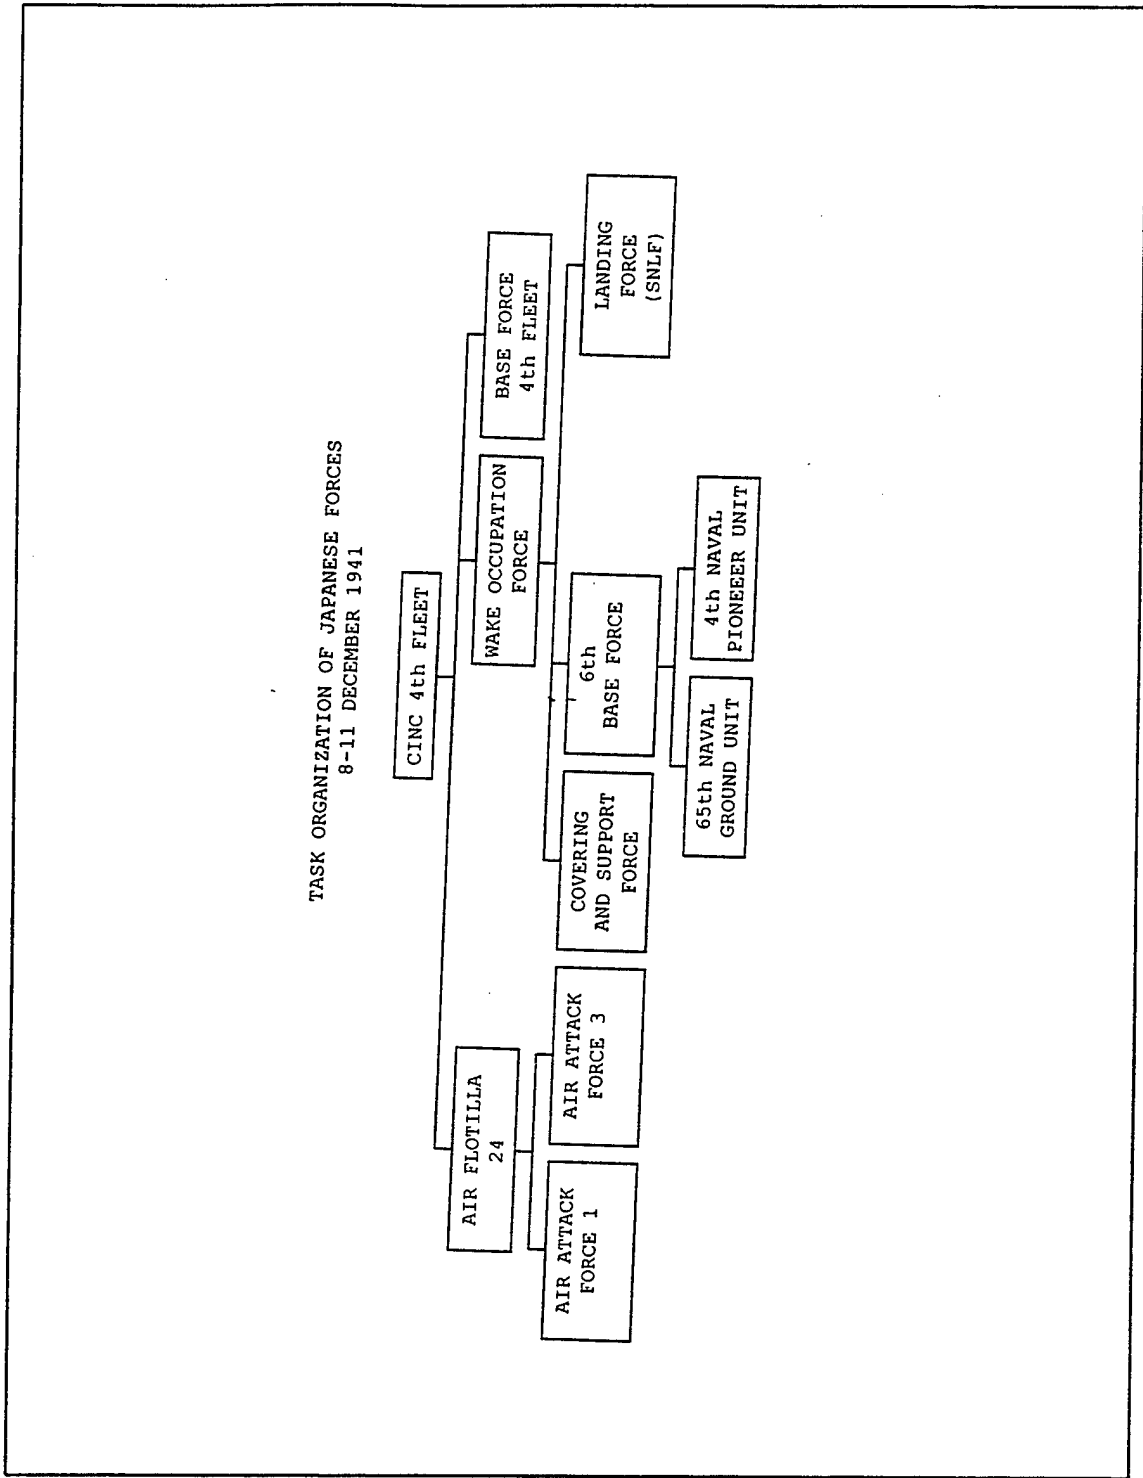 TASK ORGANIZATION OF JAPANESE FORCES
8-11 DECEMBER 1941
CINC 4th FLEET
AIR FLOTILLA
24
WAKE OCCUPATION
FORCE
BASE FORCE
4th FLEET
AIR ATTACK
FORCE 1
AIR ATTACK
FORCE 3
COVERING
AND SUPPORT
FORCE
6th
BASE FORCE
LANDING
FORCE
(SNLF)
65th NAVAL
GROUND UNIT
4th NAVAL
PIONEEER UNIT